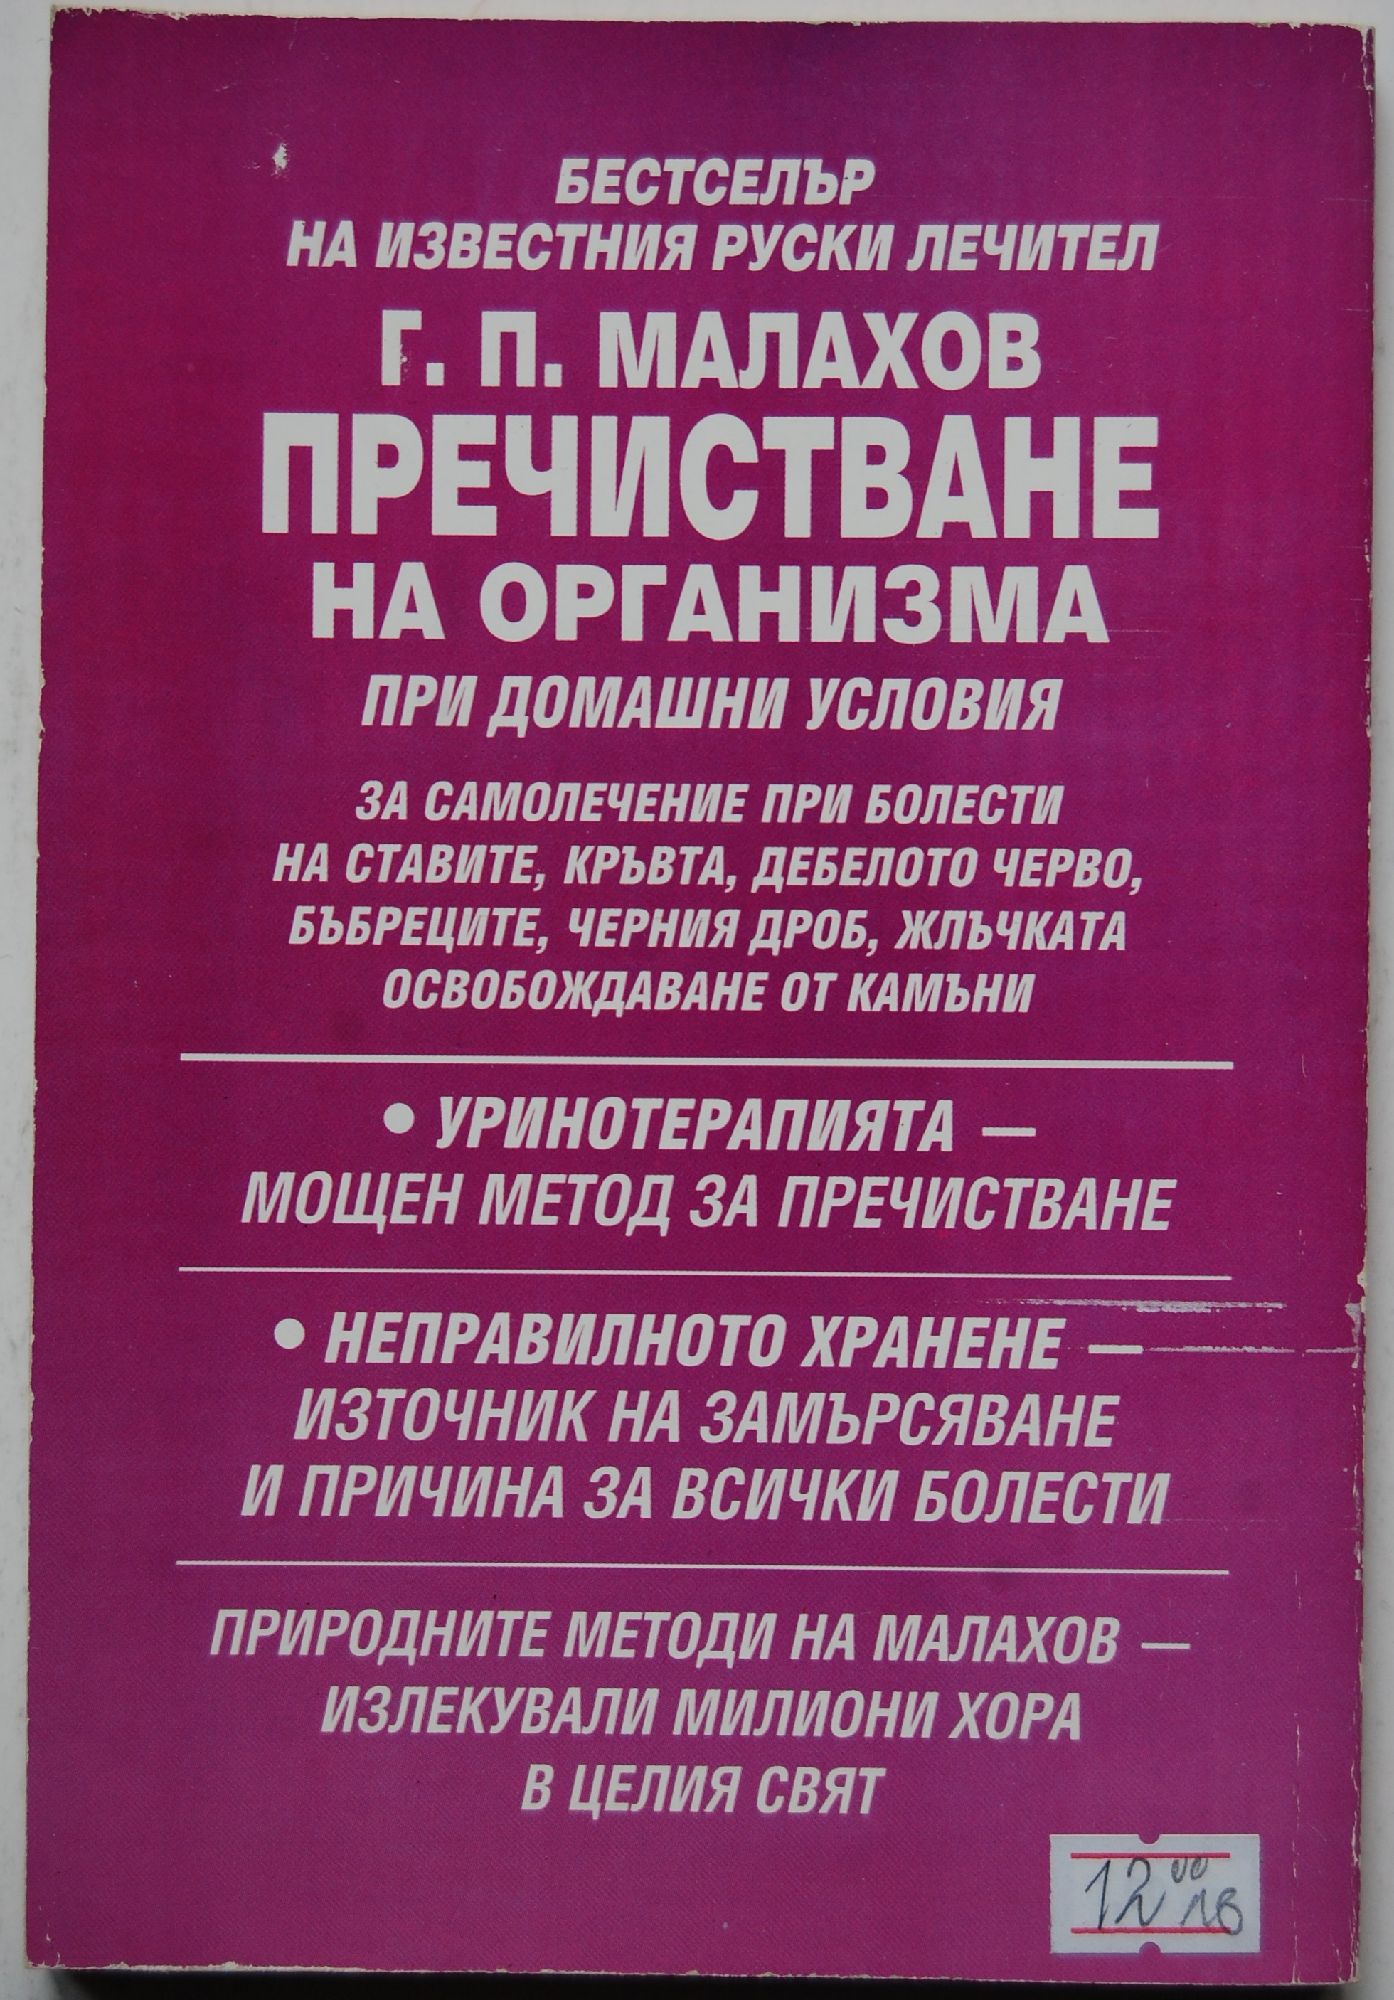 БЕСТСЕЛЪР
НА ИЗВЕСТНИЯ РУСКИ ЛЕЧИТЕЛ
Г. П. МАЛАХОВ
ПРЕЧИСТВАНЕ
НА ОРГАНИЗМА
ПРИ ДОМАШНИ УСЛОВИЯ
ЗА САМОЛЕЧЕНИЕ ПРИ БОЛЕСТИ
НА СТАВИТЕ, КРЪВТА, ДЕБЕЛОТО ЧЕРВО,
БЪБРЕЦИТЕ, ЧЕРНИЯ ДРОБ, ЖЛЪЧКАТА
ОСВОБОЖДАВАНЕ ОТ КАМЪНИ
• УРИНОТЕРАПИЯТА —
МОЩЕН МЕТОД ЗА ПРЕЧИСТВАНЕ
• НЕПРАВИЛНОТО ХРАНЕНЕ —
ИЗТОЧНИК НА ЗАМЪРСЯВАНЕ
И ПРИЧИНА ЗА ВСИЧКИ БОЛЕСТИ
ПРИРОДНИТЕ МЕТОДИ НА МАЛАХОВ —
ИЗЛЕКУВАЛИ МИЛИОНИ ХОРА
В ЦЕЛИЯ СВЯТ
12 00 лв